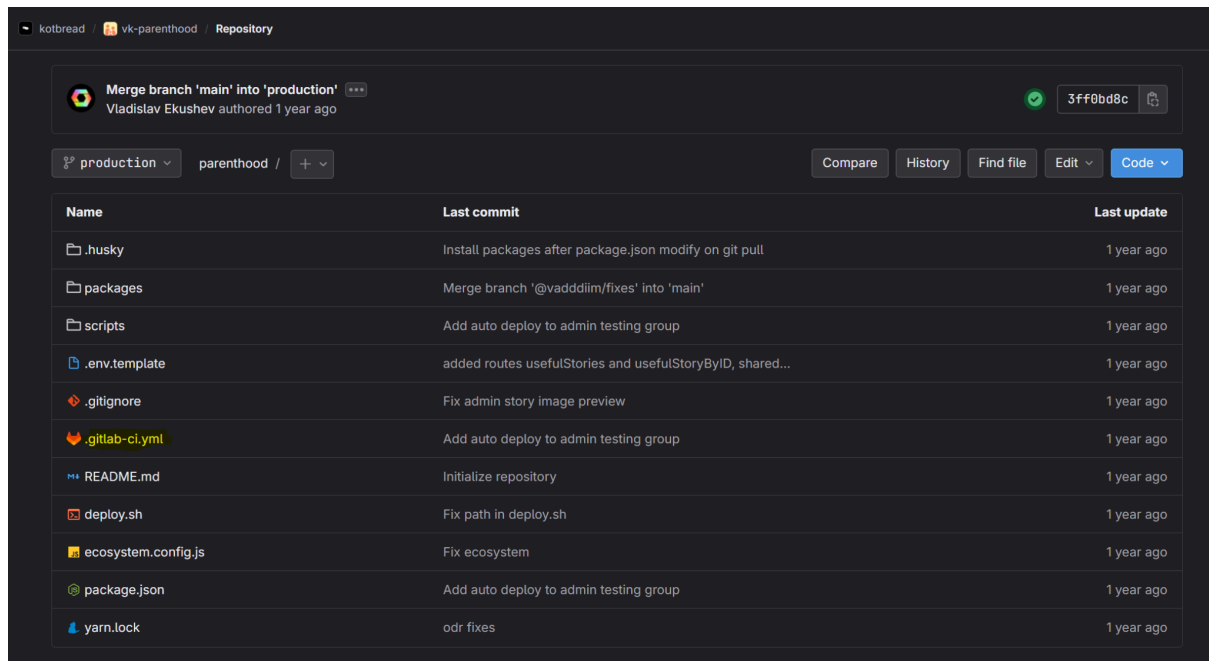 kotbread / vk-parenthood / Repository
Merge branch 'main' into 'production'
Vladislav Ekushev authored 1 year ago
3ff0bd8c
production parenthood / + Compare History Find file Edit Code
Name Last commit Last update
.husky Install packages after package.json modify on git pull 1 year ago
packages Merge branch '@vadddiim/fixes' into 'main' 1 year ago
scripts Add auto deploy to admin testing group 1 year ago
.env.template added routes usefulStories and usefulStoryByID, shared... 1 year ago
.gitignore Fix admin story image preview 1 year ago
.gitlab-ci.yml Add auto deploy to admin testing group 1 year ago
README.md Initialize repository 1 year ago
deploy.sh Fix path in deploy.sh 1 year ago
ecosystem.config.js Fix ecosystem 1 year ago
package.json Add auto deploy to admin testing group 1 year ago
yarn.lock odr fixes 1 year ago